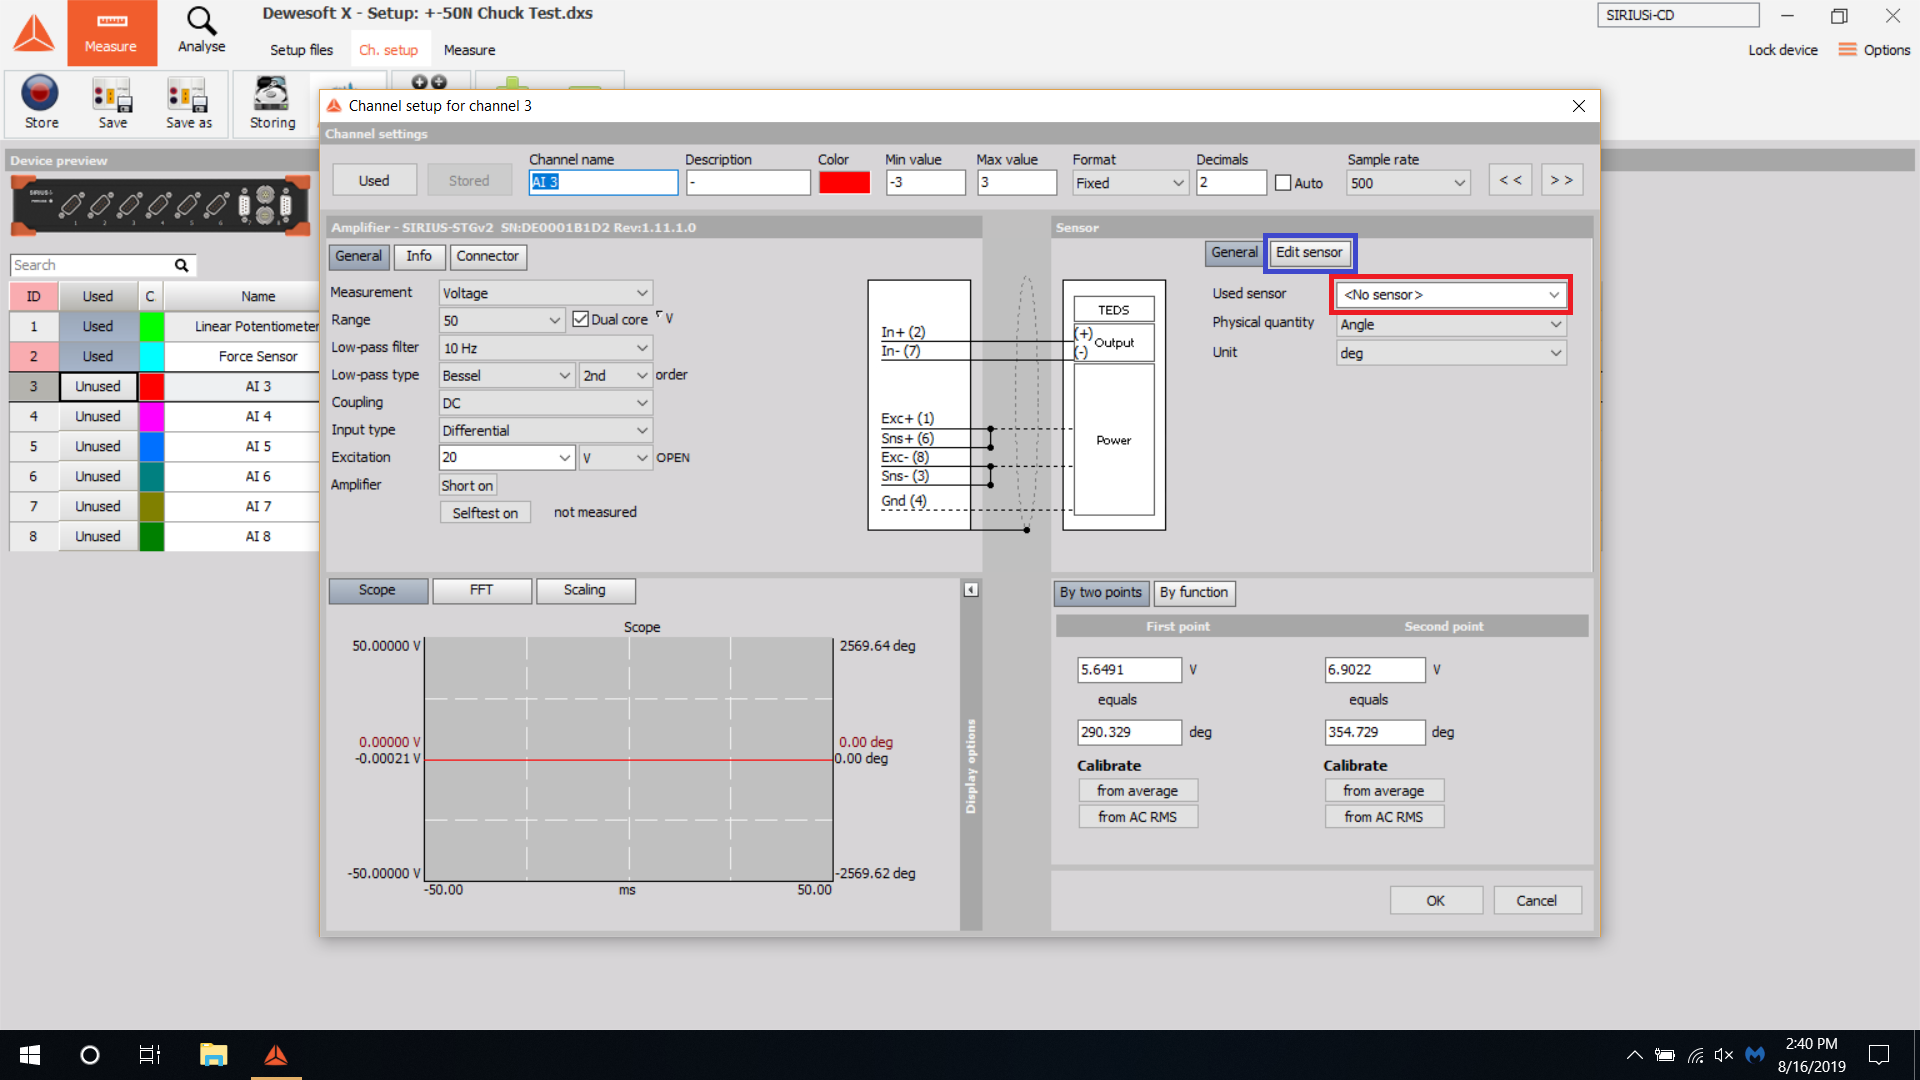 Dewesoft X - Setup: +-50N Chuck Test.dxs
SIRIUSi-CD
Measure
Analyse
Setup files
Ch. setup
Measure
Lock device
Options
Store
Save
Save as
Storing
Channel setup for channel 3
Device preview
Channel settings
Used
Stored
Channel name
AI 3
Description
-
Color
Min value
-3
Max value
3
Format
Fixed
Decimals
2
Auto
Sample rate
500
< <
> >
SIRIUS
1 2 3 4 5 6
Search
ID Used C. Name
1 Used Linear Potentiometer
2 Used Force Sensor
3 Unused AI 3
4 Unused AI 4
5 Unused AI 5
6 Unused AI 6
7 Unused AI 7
8 Unused AI 8
Amplifier - SIRIUS-STGv2 SN:DE0001B1D2 Rev:1.11.1.0
General Info Connector
Measurement Voltage
Range 50 Dual core V
Low-pass filter 10 Hz
Low-pass type Bessel 2nd order
Coupling DC
Input type Differential
Excitation 20 V OPEN
Amplifier Short on
Selftest on not measured
In+ (2)
In- (7)
Exc+ (1)
Sns+ (6)
Exc- (8)
Sns- (3)
Gnd (4)
TEDS
(+)
(-)
Output
Power
Sensor
General Edit sensor
Used sensor <No sensor>
Physical quantity Angle
Unit deg
Scope FFT Scaling
Scope
50.00000 V
2569.64 deg
0.00000 V
0.00 deg
-0.00021 V
0.00 deg
-50.00000 V
-2569.62 deg
-50.00 ms 50.00
Display options
By two points By function
First point Second point
5.6491 V 6.9022 V
equals equals
290.329 deg 354.729 deg
Calibrate Calibrate
from average from average
from AC RMS from AC RMS
OK Cancel
2:40 PM
8/16/2019